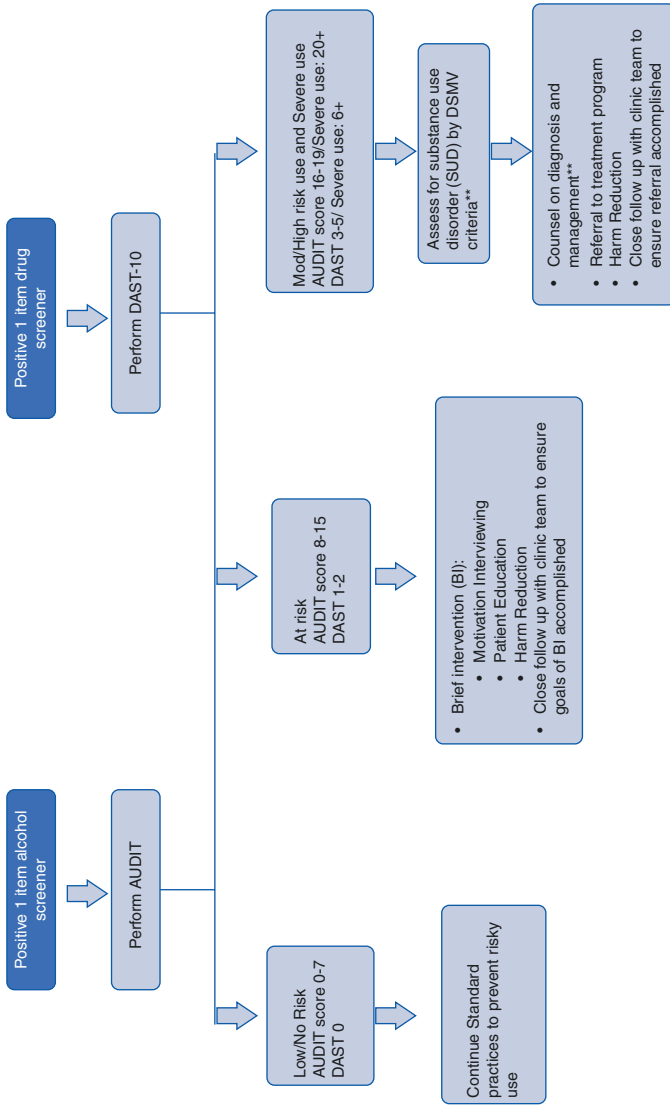 Positive 1 item alcohol
screener
Positive 1 item drug
screener
Perform AUDIT
Perform DAST-10
Low/No Risk
AUDIT score 0-7
DAST 0
At risk
AUDIT score 8-15
DAST 1-2
Mod/High risk use and Severe use
AUDIT score 16-19/Severe use: 20+
DAST 3-5/ Severe use: 6+
Continue Standard
practices to prevent risky
use
• Brief intervention (BI):
• Motivation Interviewing
• Patient Education
• Harm Reduction
• Close follow up with clinic team to ensure
goals of BI accomplished
Assess for substance use
disorder (SUD) by DSMV
criteria**
• Counsel on diagnosis and
management**
• Referral to treatment program
• Harm Reduction
• Close follow up with clinic team to
ensure referral accomplished